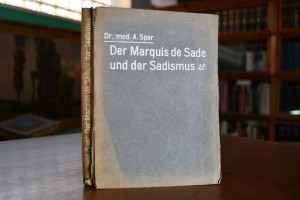 Dr. med. A. Sper
Der Marquis de Sade
und der Sadismus